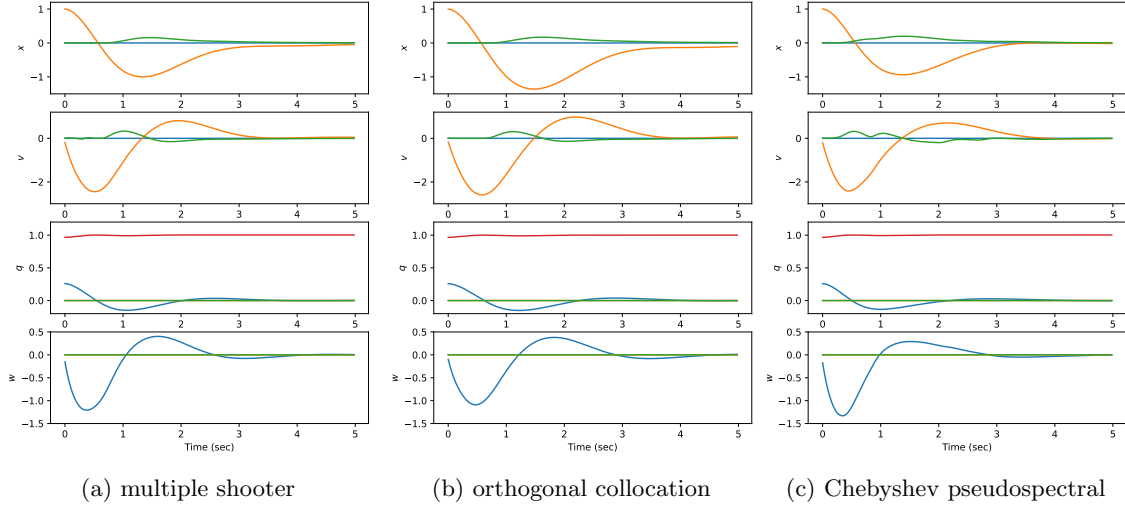 1
0
−1
x
0 1 2 3 4 5
0
−2
v
0 1 2 3 4 5
1.0
0.5
0.0
q
0 1 2 3 4 5
0.5
0.0
−0.5
−1.0
−1.5
w
0 1 2 3 4 5
Time (sec)
(a) multiple shooter
1
0
−1
x
0 1 2 3 4 5
0
−2
v
0 1 2 3 4 5
1.0
0.5
0.0
q
0 1 2 3 4 5
0.5
0.0
−0.5
−1.0
−1.5
w
0 1 2 3 4 5
Time (sec)
(b) orthogonal collocation
1
0
−1
x
0 1 2 3 4 5
0
−2
v
0 1 2 3 4 5
1.0
0.5
0.0
q
0 1 2 3 4 5
0.5
0.0
−0.5
−1.0
−1.5
w
0 1 2 3 4 5
Time (sec)
(c) Chebyshev pseudospectral